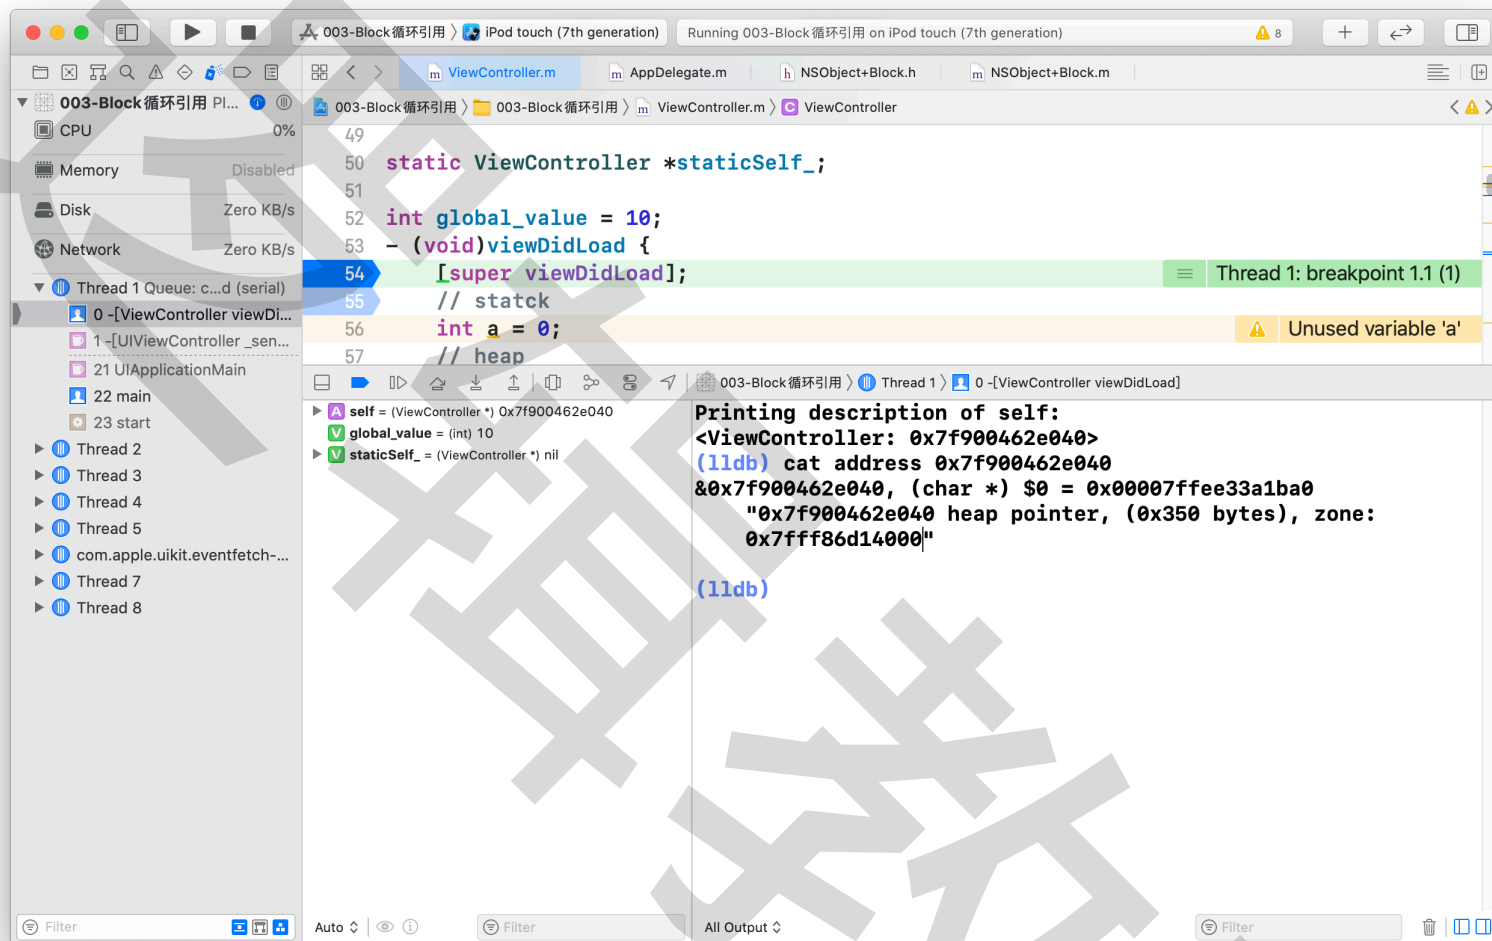 003-Block循环引用 〉 iPod touch (7th generation)
Running 003-Block循环引用 on iPod touch (7th generation)
8
ViewController.m
AppDelegate.m
NSObject+Block.h
NSObject+Block.m
003-Block循环引用 PI...
003-Block循环引用 〉 003-Block循环引用 〉 ViewController.m 〉 C ViewController
CPU 0%
Memory Disabled
Disk Zero KB/s
Network Zero KB/s
Thread 1 Queue: c...d (serial)
0 -[ViewController viewDi...
1 -[UIViewController _sen...
21 UIApplicationMain
22 main
23 start
Thread 2
Thread 3
Thread 4
Thread 5
com.apple.uikit.eventfetch-...
Thread 7
Thread 8
49
50 static ViewController *staticSelf_;
51
52 int global_value = 10;
53 - (void)viewDidLoad {
54 [super viewDidLoad];
Thread 1: breakpoint 1.1 (1)
55 // statck
56 int a = 0;
Unused variable 'a'
57 // heap
003-Block循环引用 〉 Thread 1 〉 0 -[ViewController viewDidLoad]
A self = (ViewController *) 0x7f900462e040
V global_value = (int) 10
V staticSelf_ = (ViewController *) nil
Printing description of self:
<ViewController: 0x7f900462e040>
(lldb) cat address 0x7f900462e040
&0x7f900462e040, (char *) $0 = 0x00007ffee33a1ba0
"0x7f900462e040 heap pointer, (0x350 bytes), zone:
0x7fff86d14000"
(lldb)
Filter
Auto
Filter
All Output
Filter